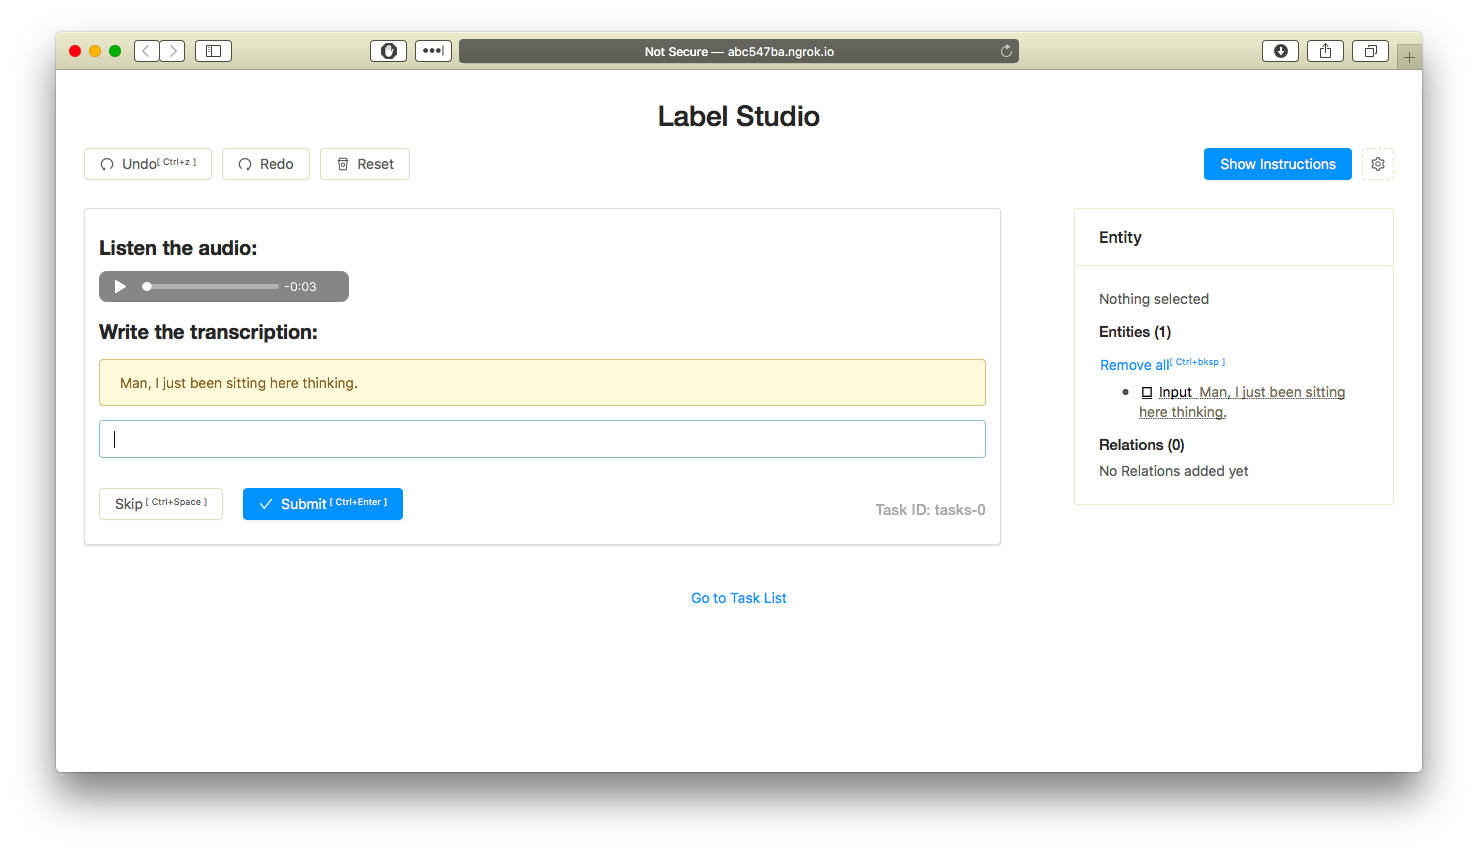 Not Secure — abc547ba.ngrok.io
Label Studio
Undo[ Ctrl+z ] Redo Reset Show Instructions
Listen the audio:
-0:03
Write the transcription:
Man, I just been sitting here thinking.
Skip [ Ctrl+Space ] Submit [ Ctrl+Enter ]
Task ID: tasks-0
Entity
Nothing selected
Entities (1)
Remove all[ Ctrl+bksp ]
Input Man, I just been sitting
here thinking.
Relations (0)
No Relations added yet
Go to Task List